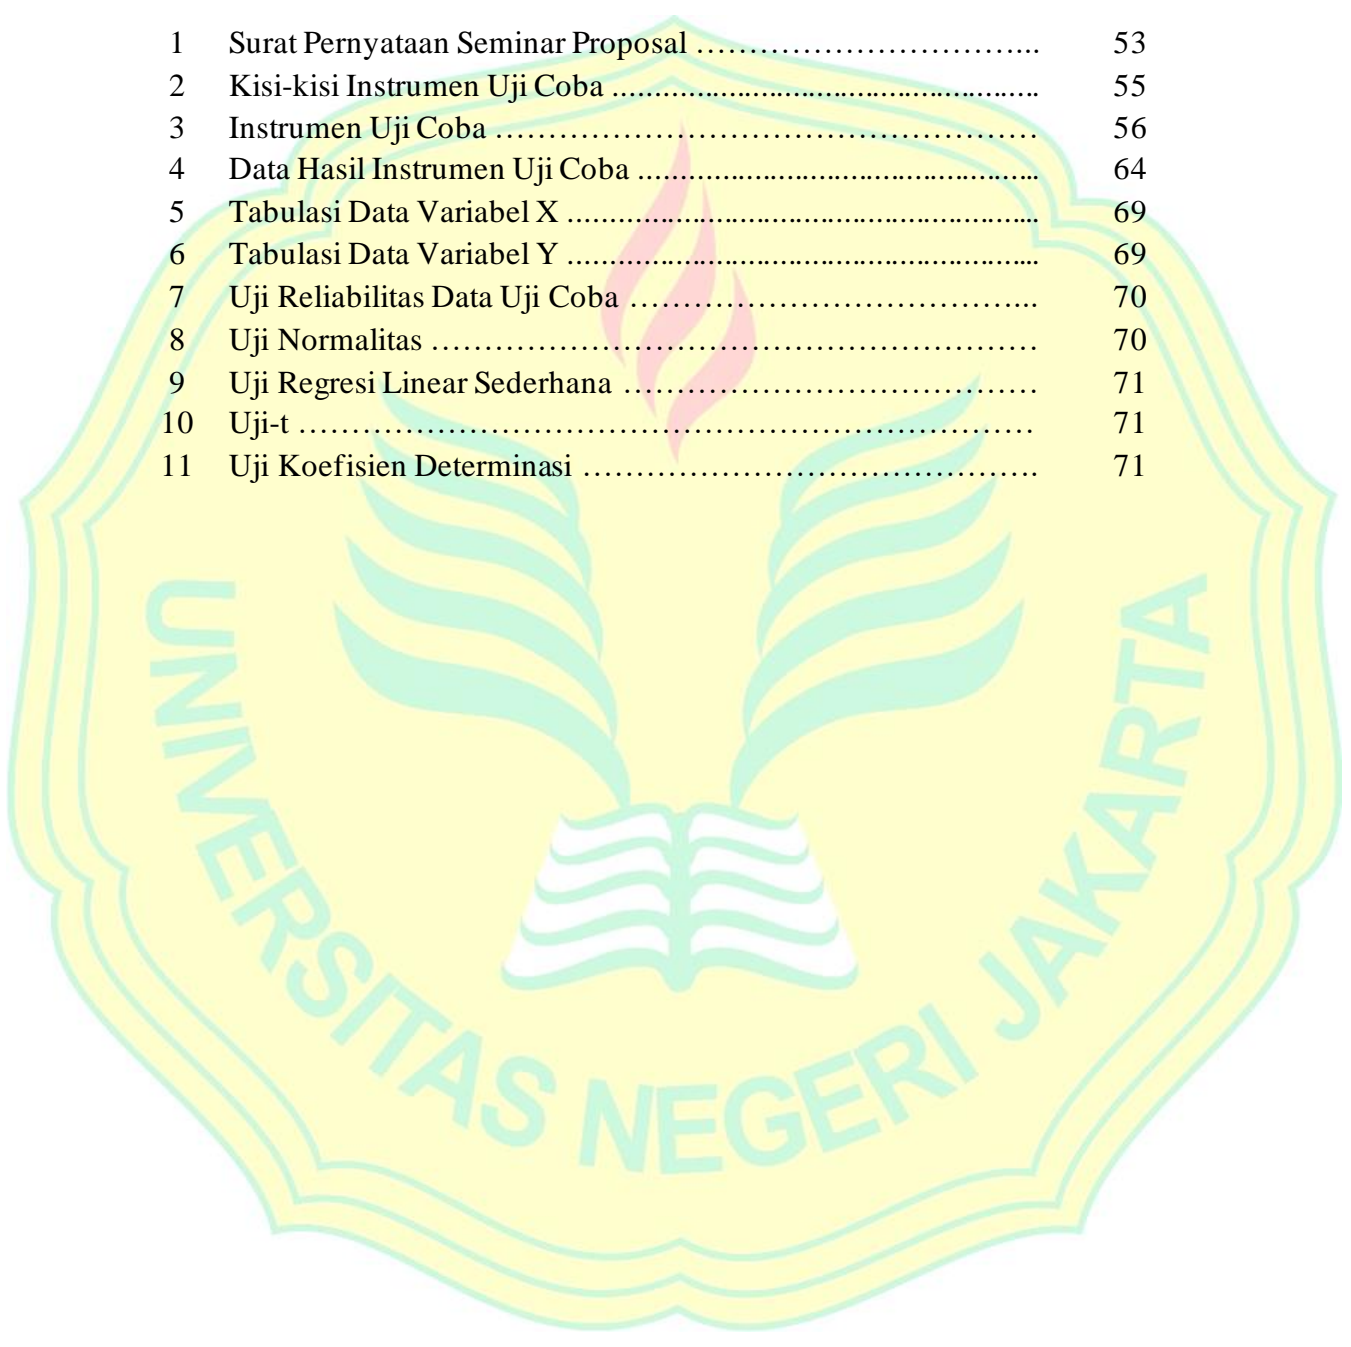 1 Surat Pernyataan Seminar Proposal ………………………….... 53
2 Kisi-kisi Instrumen Uji Coba ........................................................ 55
3 Instrumen Uji Coba …………………………………………… 56
4 Data Hasil Instrumen Uji Coba ..................................................... 64
5 Tabulasi Data Variabel X .............................................................. 69
6 Tabulasi Data Variabel Y .............................................................. 69
7 Uji Reliabilitas Data Uji Coba ………………………………... 70
8 Uji Normalitas ………………………………………………… 70
9 Uji Regresi Linear Sederhana ………………………………… 71
10 Uji-t …………………………………………………………… 71
11 Uji Koefisien Determinasi ……………………………………. 71
UNIVERSITAS NEGERI JAKARTA